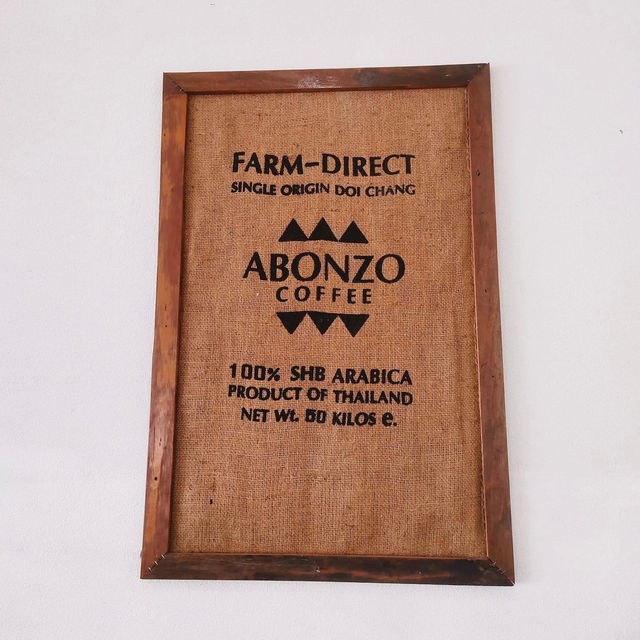 FARM-DIRECT
SINGLE ORIGIN DOI CHANG
ABONZO
COFFEE
100% SHB ARABICA
PRODUCT OF THAILAND
NET Wt. 60 KILOS e.